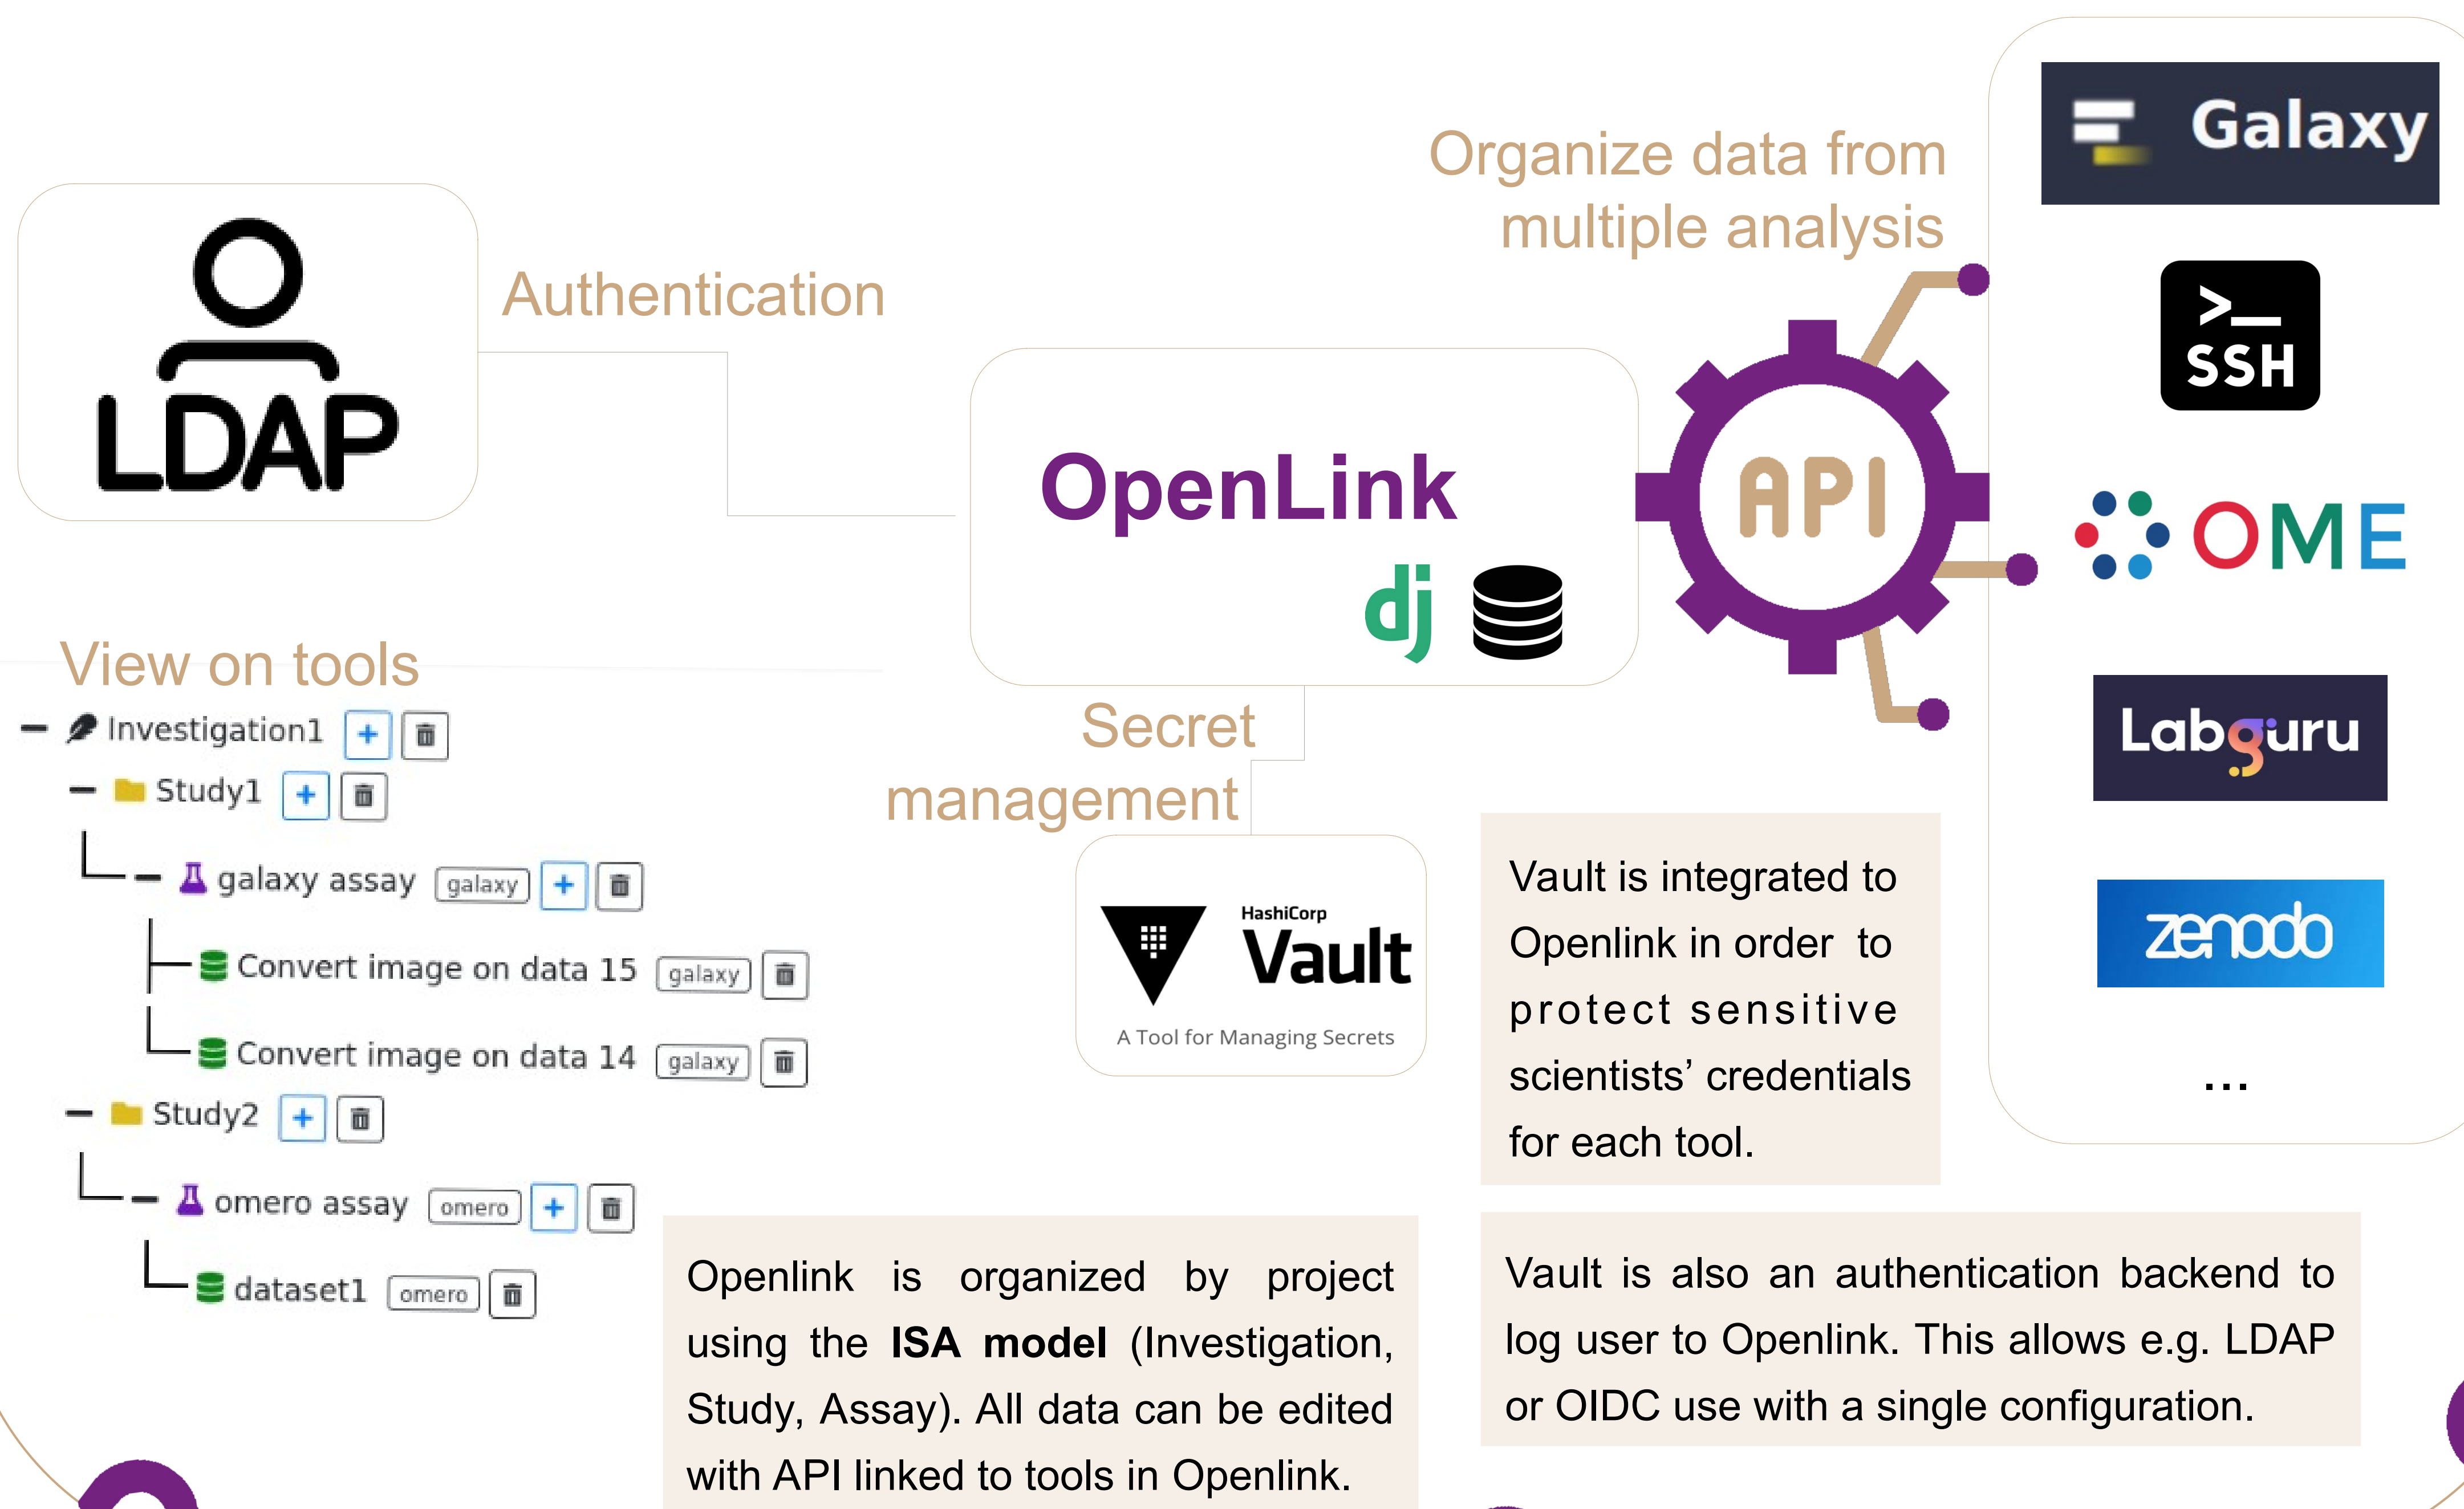 LDAP
Authentication
Organize data from
multiple analysis
OpenLink
dj
API
Galaxy
>_
SSH
OME
Labguru
zenodo
...
View on tools
Investigation1 +
Study1 +
galaxy assay galaxy +
Convert image on data 15 galaxy
Convert image on data 14 galaxy
Study2 +
omero assay omero +
dataset1 omero
Secret
management
HashiCorp
Vault
A Tool for Managing Secrets
Vault is integrated to
Openlink in order to
protect sensitive
scientists’ credentials
for each tool.
Openlink is organized by project
using the ISA model (Investigation,
Study, Assay). All data can be edited
with API linked to tools in Openlink.
Vault is also an authentication backend to
log user to Openlink. This allows e.g. LDAP
or OIDC use with a single configuration.